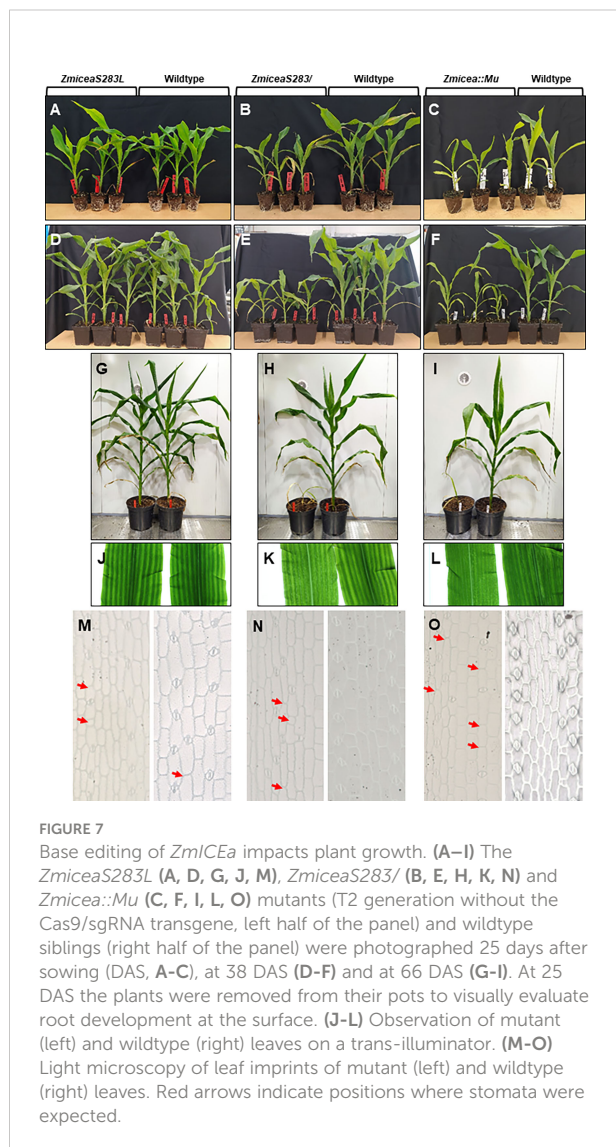 ZmiceaS283L Wildtype ZmiceaS283/ Wildtype Zmicea::Mu Wildtype
A B C
D E F
G H I
J K L
M N O
FIGURE 7
Base editing of ZmICEa impacts plant growth. (A–I) The
ZmiceaS283L (A, D, G, J, M), ZmiceaS283/ (B, E, H, K, N) and
Zmicea::Mu (C, F, I, L, O) mutants (T2 generation without the
Cas9/sgRNA transgene, left half of the panel) and wildtype
siblings (right half of the panel) were photographed 25 days after
sowing (DAS, A-C), at 38 DAS (D-F) and at 66 DAS (G-I). At 25
DAS the plants were removed from their pots to visually evaluate
root development at the surface. (J-L) Observation of mutant
(left) and wildtype (right) leaves on a trans-illuminator. (M-O)
Light microscopy of leaf imprints of mutant (left) and wildtype
(right) leaves. Red arrows indicate positions where stomata were
expected.